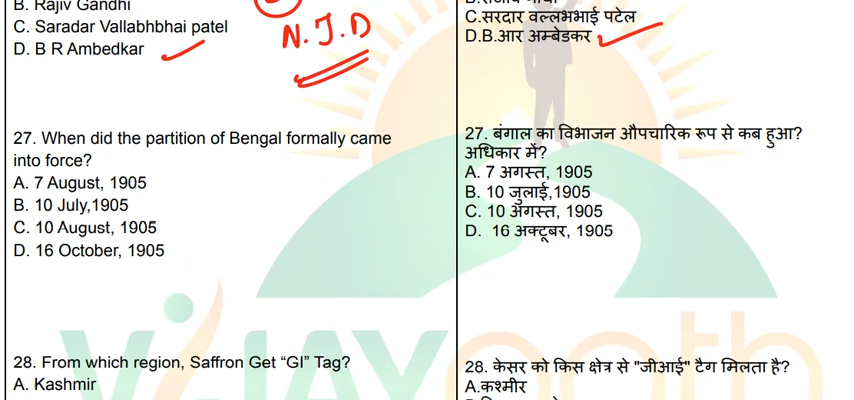 B. Rajiv Gandhi
C. Saradar Vallabhbhai patel
D. B R Ambedkar
N.J.D
27. When did the partition of Bengal formally came
into force?
A. 7 August, 1905
B. 10 July,1905
C. 10 August, 1905
D. 16 October, 1905
28. From which region, Saffron Get “GI” Tag?
A. Kashmir
C.सरदार वल्लभभाई पटेल
D.B.आर अम्बेडकर
27. बंगाल का विभाजन औपचारिक रूप से कब हुआ?
अधिकार में?
A. 7 अगस्त, 1905
B. 10 जुलाई,1905
C. 10 अगस्त, 1905
D. 16 अक्टूबर, 1905
28. केसर को किस क्षेत्र से "जीआई" टैग मिलता है?
A.कश्मीर